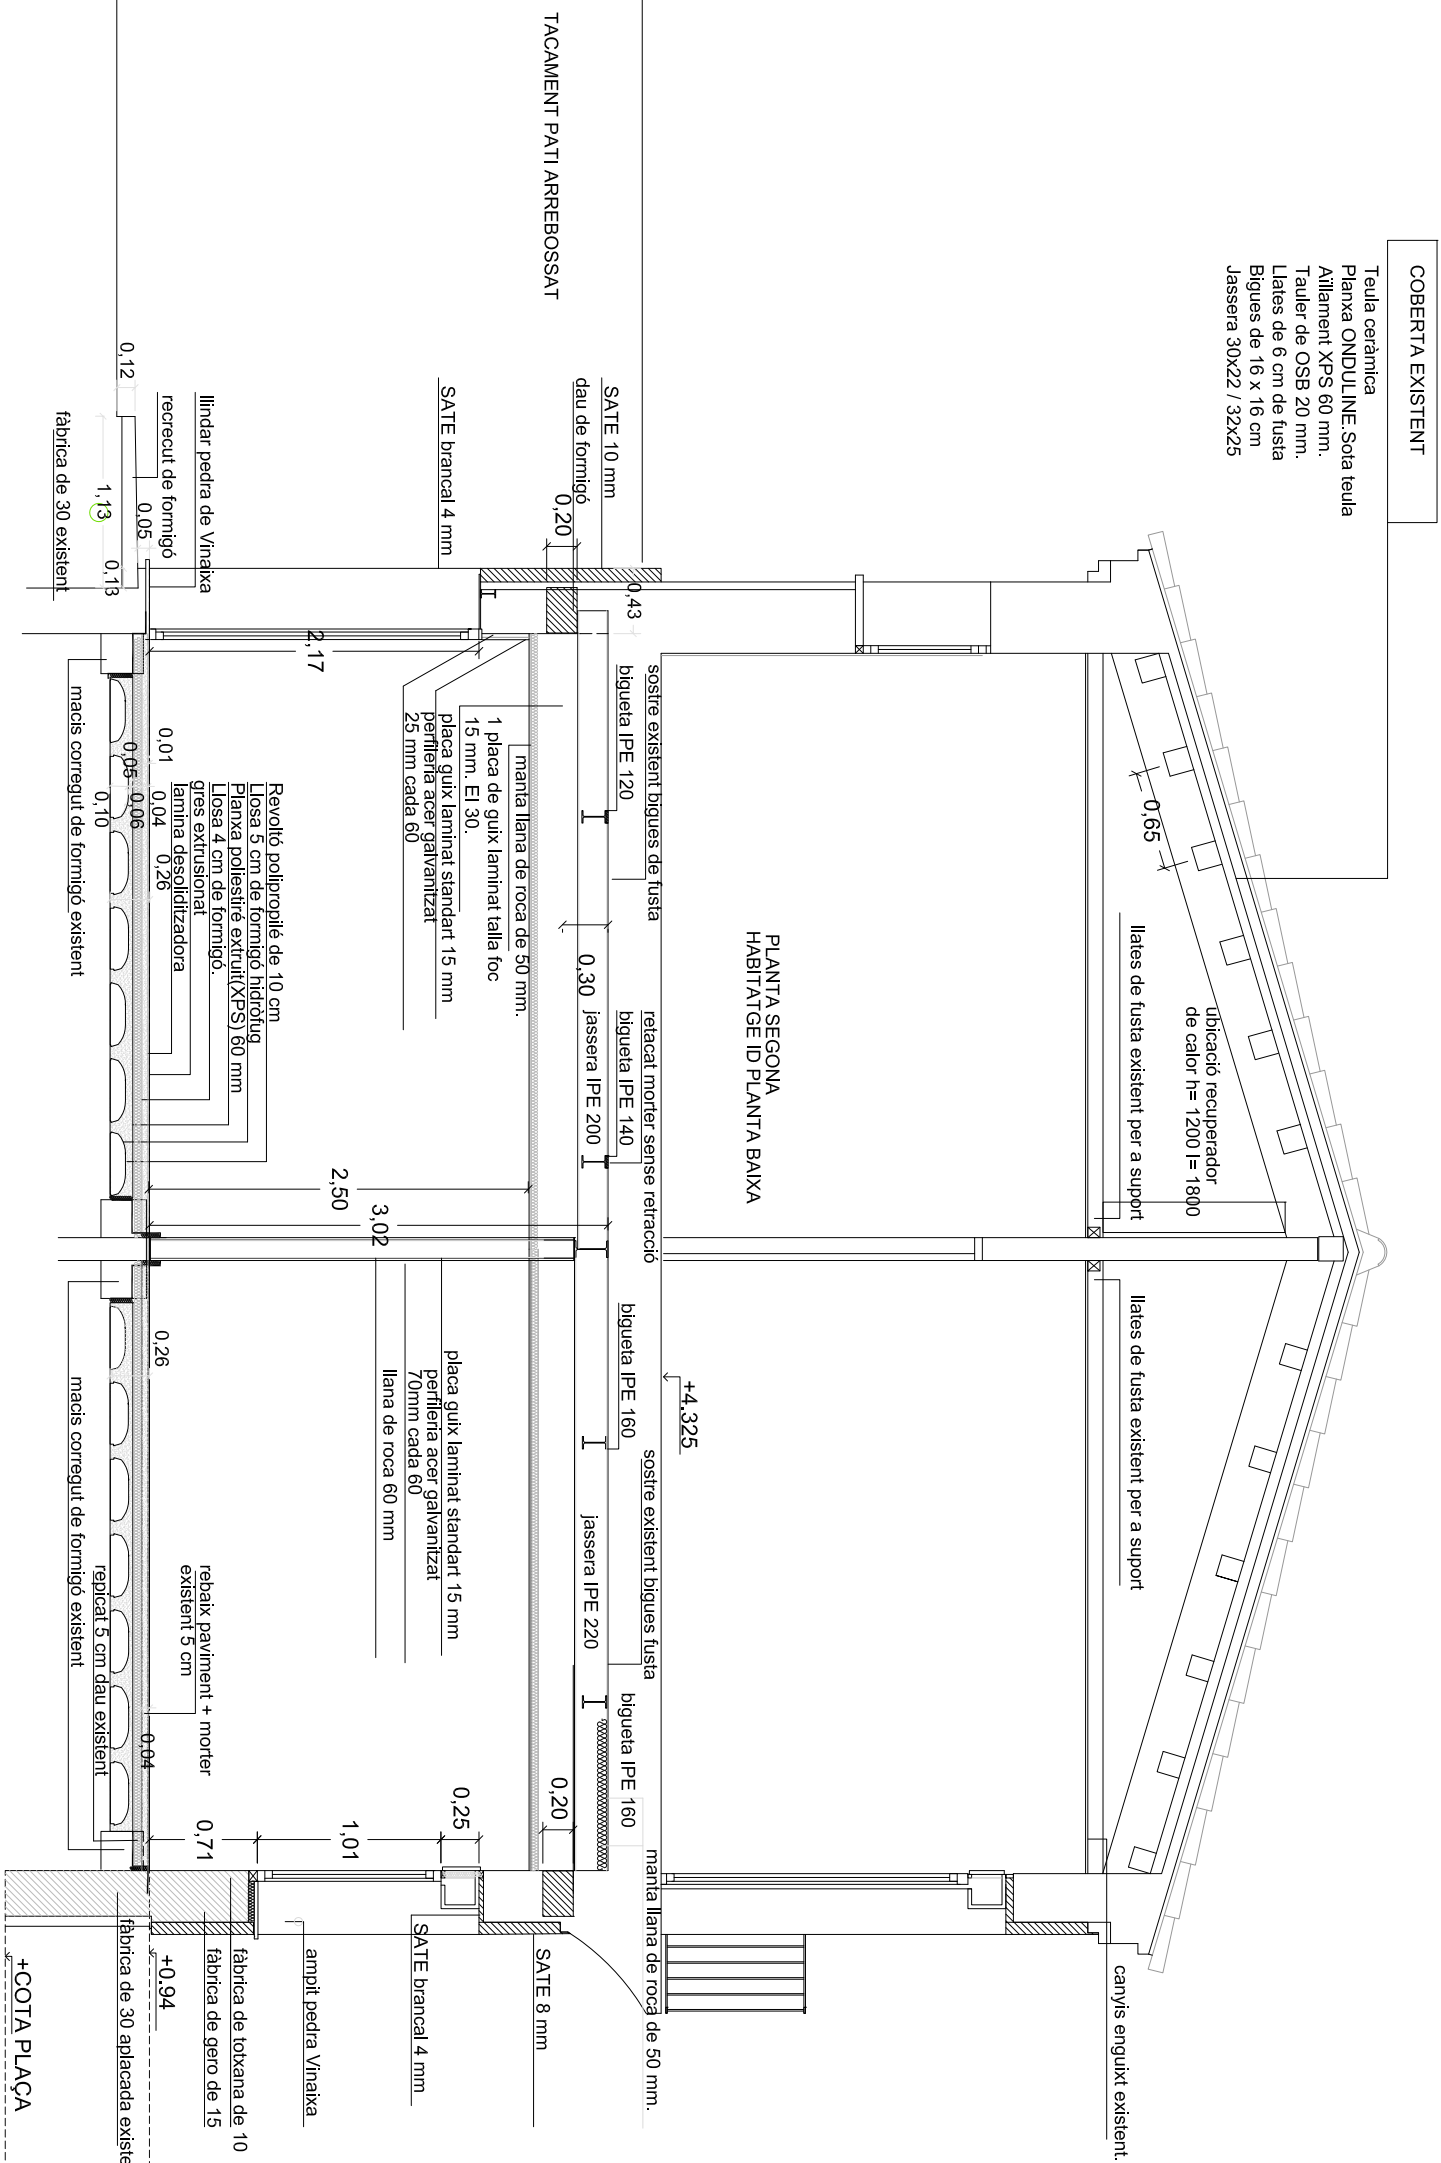 COBERTA EXISTENT
Teula ceràmica
Planxa ONDULINE.Sota teula
Aïllament XPS 60 mm.
Tauler de OSB 20 mm.
Llates de 6 cm de fusta
Bigues de 16 x 16 cm
Jassera 30x22 / 32x25
0,65
ubicació recuperador
de calor h= 1200 l= 1800
llates de fusta existent per a suport
llates de fusta existent per a suport
canyis enguixt existent.
PLANTA SEGONA
HABITATGE ID PLANTA BAIXA
+4.325
TACAMENT PATI ARREBOSSAT
SATE 10 mm
dau de formigó
0,20
0,43
sostre existent bigues de fusta
bigueta IPE 120
retacat morter sense retracció
bigueta IPE 140
jassera IPE 200
0,30
bigueta IPE 160
sostre existent bigues fusta
jassera IPE 220
bigueta IPE 160
manta llana de roca de 50 mm.
0,20
SATE 8 mm
manta llana de roca de 50 mm.
1 placa de guix laminat talla foc
15 mm. EI 30.
placa guix laminat standart 15 mm
perfileria acer galvanitzat
25 mm cada 60
SATE brancal 4 mm
2,17
2,50
3,02
placa guix laminat standart 15 mm
perfileria acer galvanitzat
70mm cada 60
llana de roca 60 mm
0,25
1,01
0,71
SATE brancal 4 mm
ampit pedra Vinaixa
fàbrica de totxana de 10
fàbrica de gero de 15
+0.94
fàbrica de 30 aplacada existe
+COTA PLAÇA
llindar pedra de Vinaixa
recrecut de formigó
0,12
0,05
1,13
0,13
fàbrica de 30 existent
macis corregut de formigó existent
0,01
0,04
0,26
0,05
0,06
0,10
Revoltó polipropilé de 10 cm
Llosa 5 cm de formigó hidròfug
Planxa poliestiré extruit(XPS) 60 mm
Llosa 4 cm de formigó.
gres extrusionat
lamina desoliditzadora
0,26
rebaix paviment + morter
existent 5 cm
0,04
repicat 5 cm dau existent
macis corregut de formigó existent